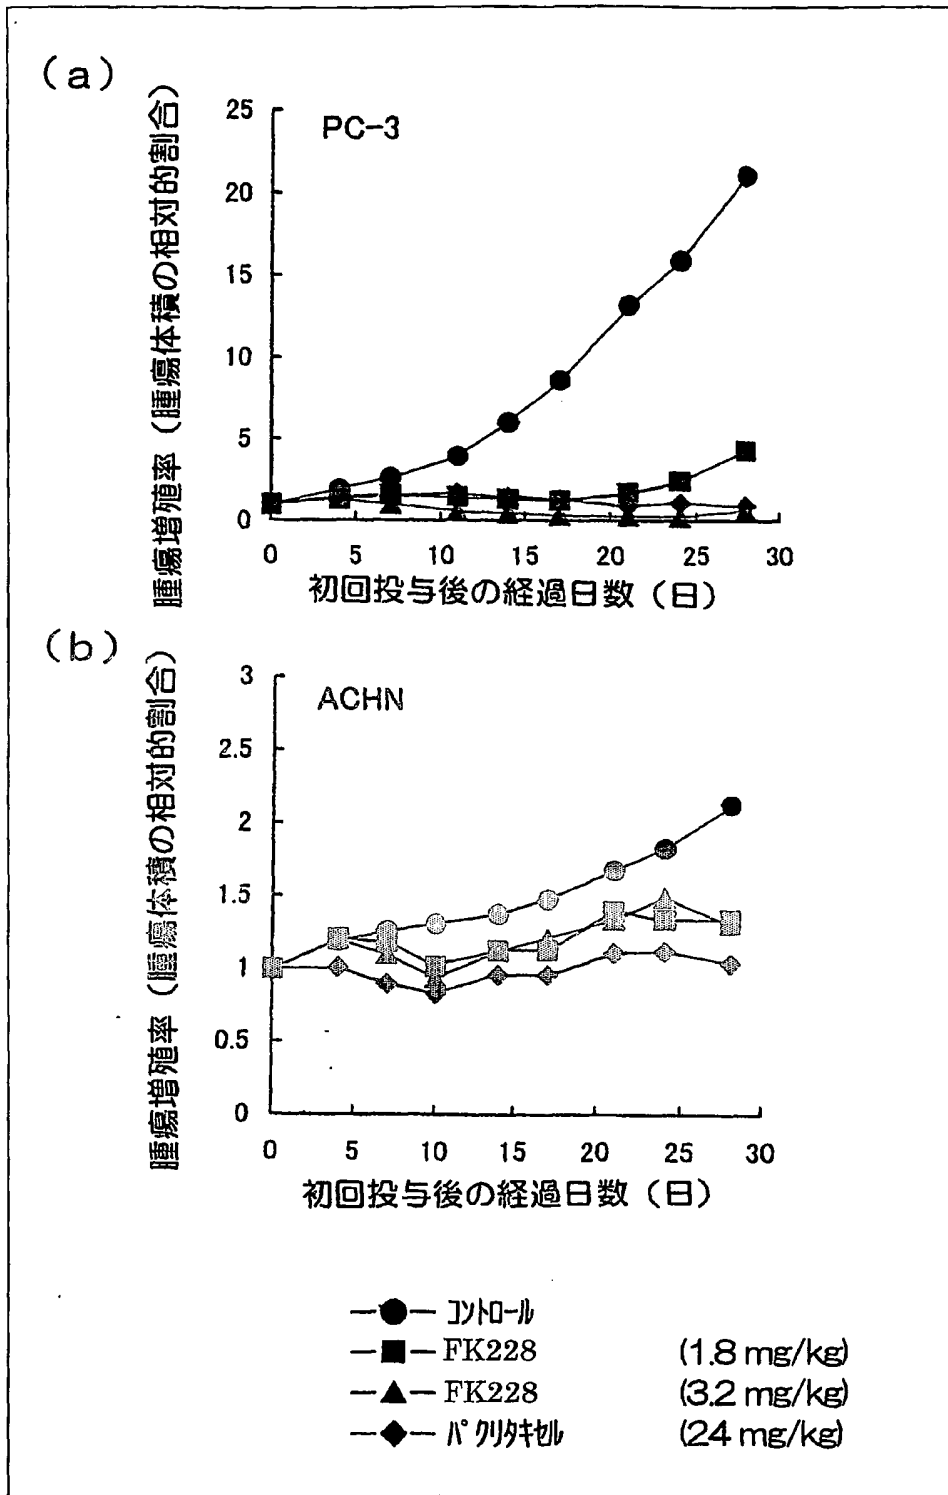 (a)
PC-3
腫瘍増殖率(腫瘍体積の相対的割合)
25
20
15
10
5
0
0 5 10 15 20 25 30
初回投与後の経過日数(日)
(b)
ACHN
腫瘍増殖率(腫瘍体積の相対的割合)
3
2.5
2
1.5
1
0.5
0
0 5 10 15 20 25 30
初回投与後の経過日数(日)
コントロール
FK228 (1.8 mg/kg)
FK228 (3.2 mg/kg)
パクリタキセル (24 mg/kg)